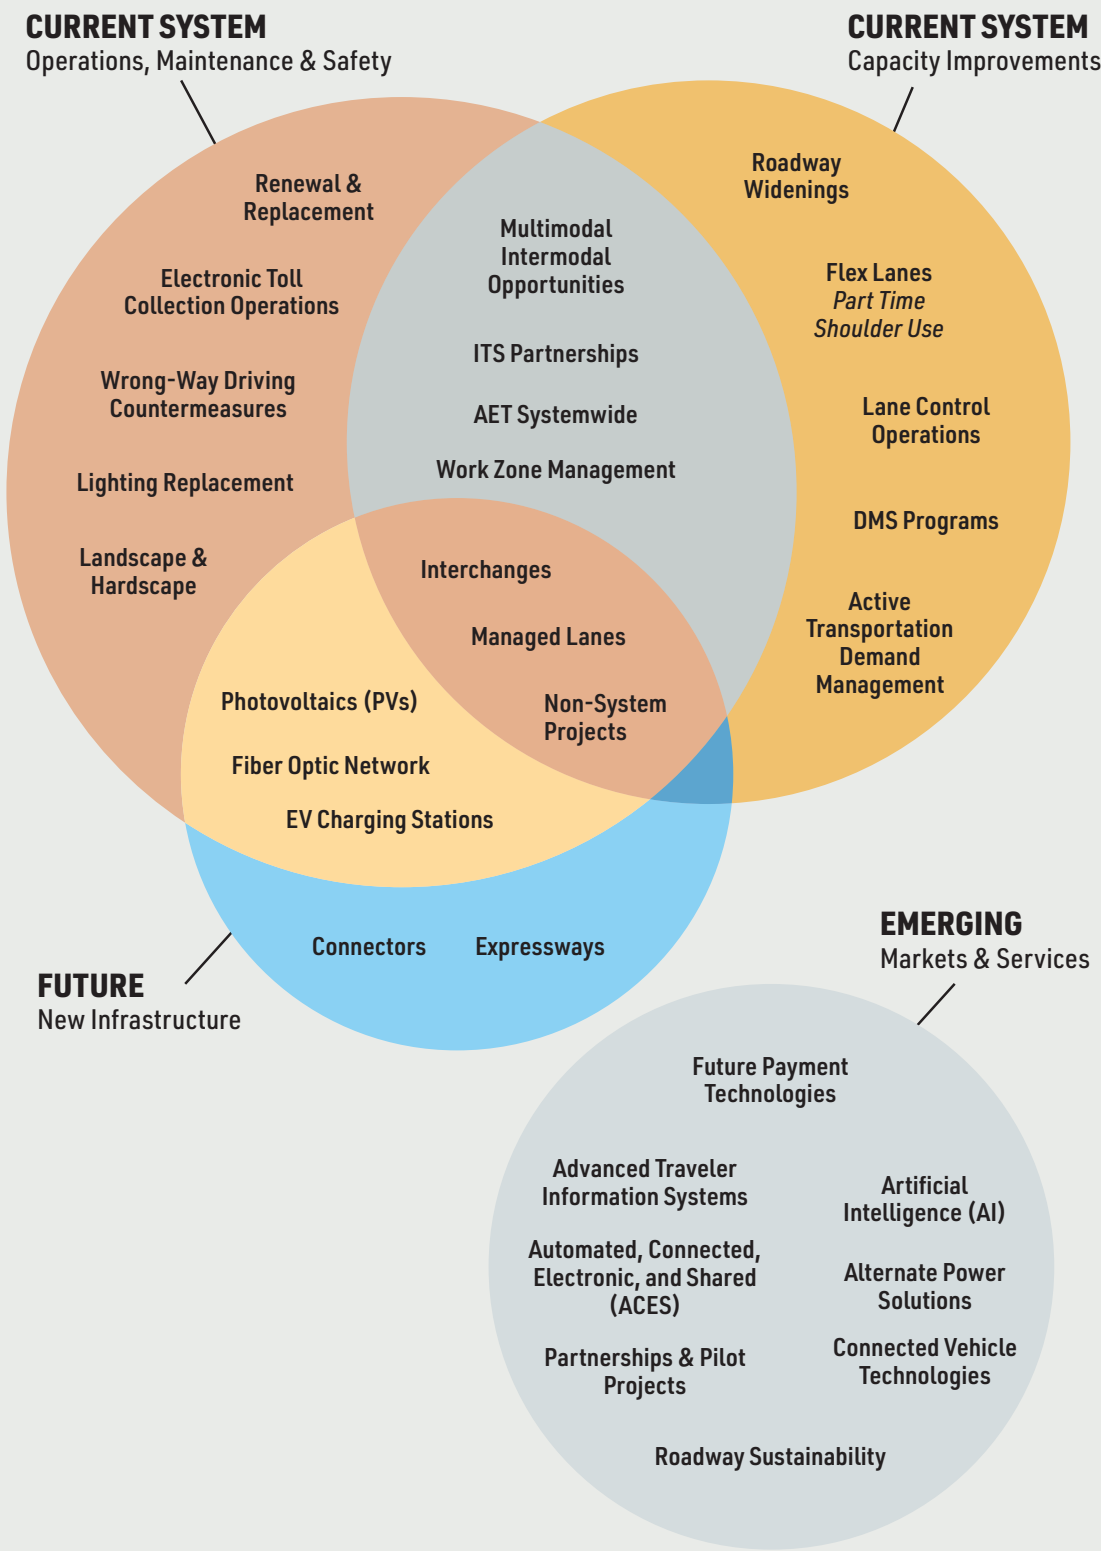 CURRENT SYSTEM
Operations, Maintenance & Safety
CURRENT SYSTEM
Capacity Improvements
Renewal &
Replacement
Electronic Toll
Collection Operations
Wrong-Way Driving
Countermeasures
Lighting Replacement
Landscape &
Hardscape
Multimodal
Intermodal
Opportunities
ITS Partnerships
AET Systemwide
Work Zone Management
Roadway
Widenings
Flex Lanes
Part Time
Shoulder Use
Lane Control
Operations
DMS Programs
Active
Transportation
Demand
Management
Interchanges
Managed Lanes
Non-System
Projects
Photovoltaics (PVs)
Fiber Optic Network
EV Charging Stations
Connectors
Expressways
FUTURE
New Infrastructure
EMERGING
Markets & Services
Future Payment
Technologies
Advanced Traveler
Information Systems
Automated, Connected,
Electronic, and Shared
(ACES)
Partnerships & Pilot
Projects
Artificial
Intelligence (AI)
Alternate Power
Solutions
Connected Vehicle
Technologies
Roadway Sustainability